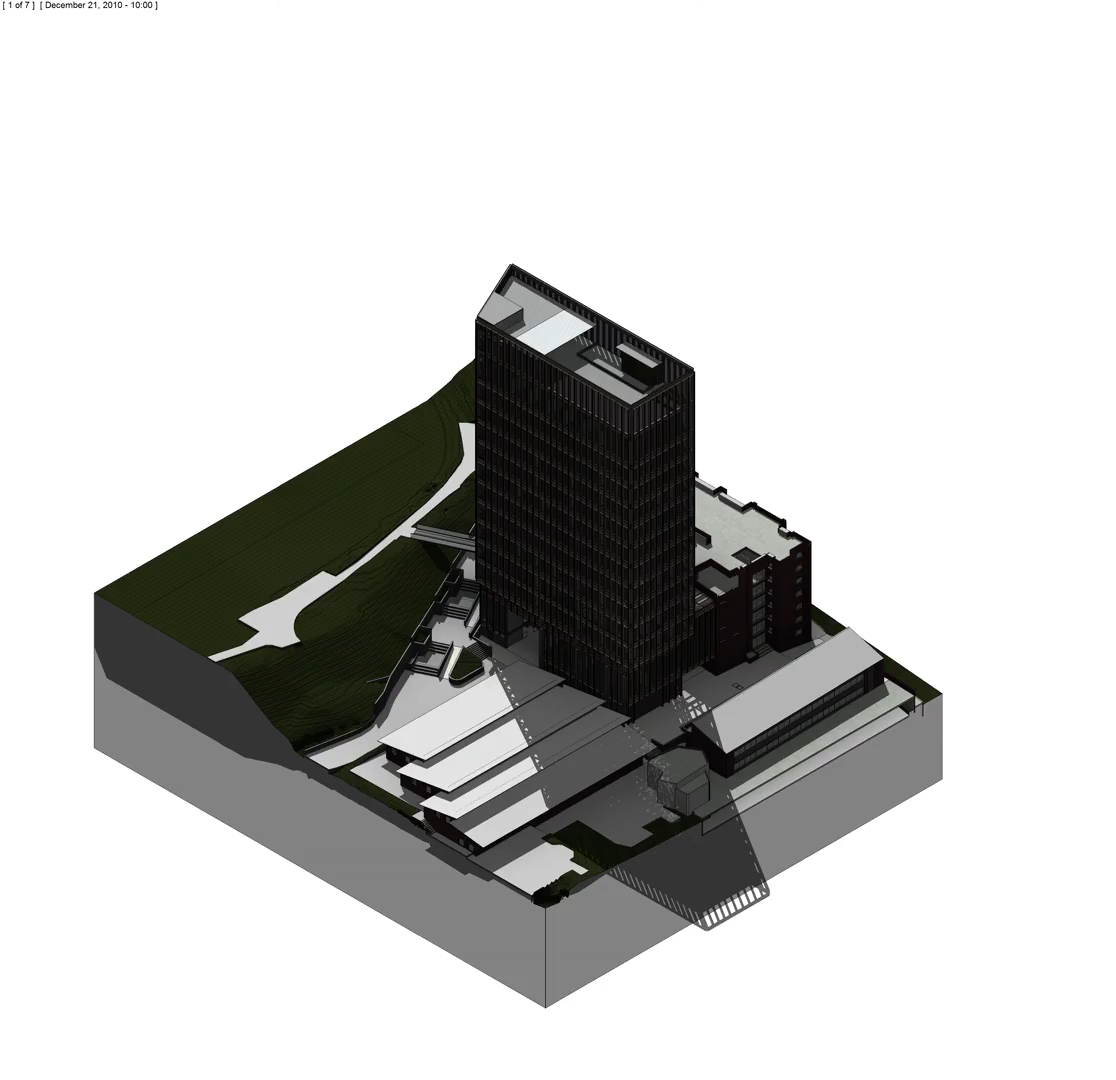 [ 1 of 7 ]  [ December 21, 2010 - 10:00 ]